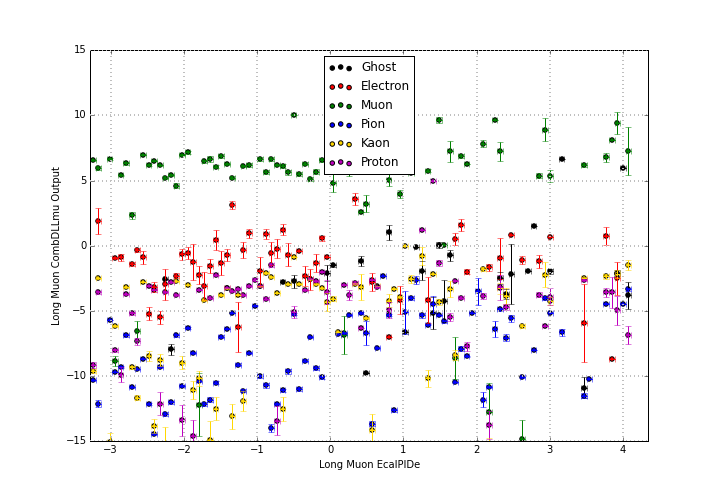 15
10
5
0
−5
−10
−15
Long Muon CombDLLmu Output
Ghost
Electron
Muon
Pion
Kaon
Proton
−3 −2 −1 0 1 2 3 4
Long Muon EcalPIDe